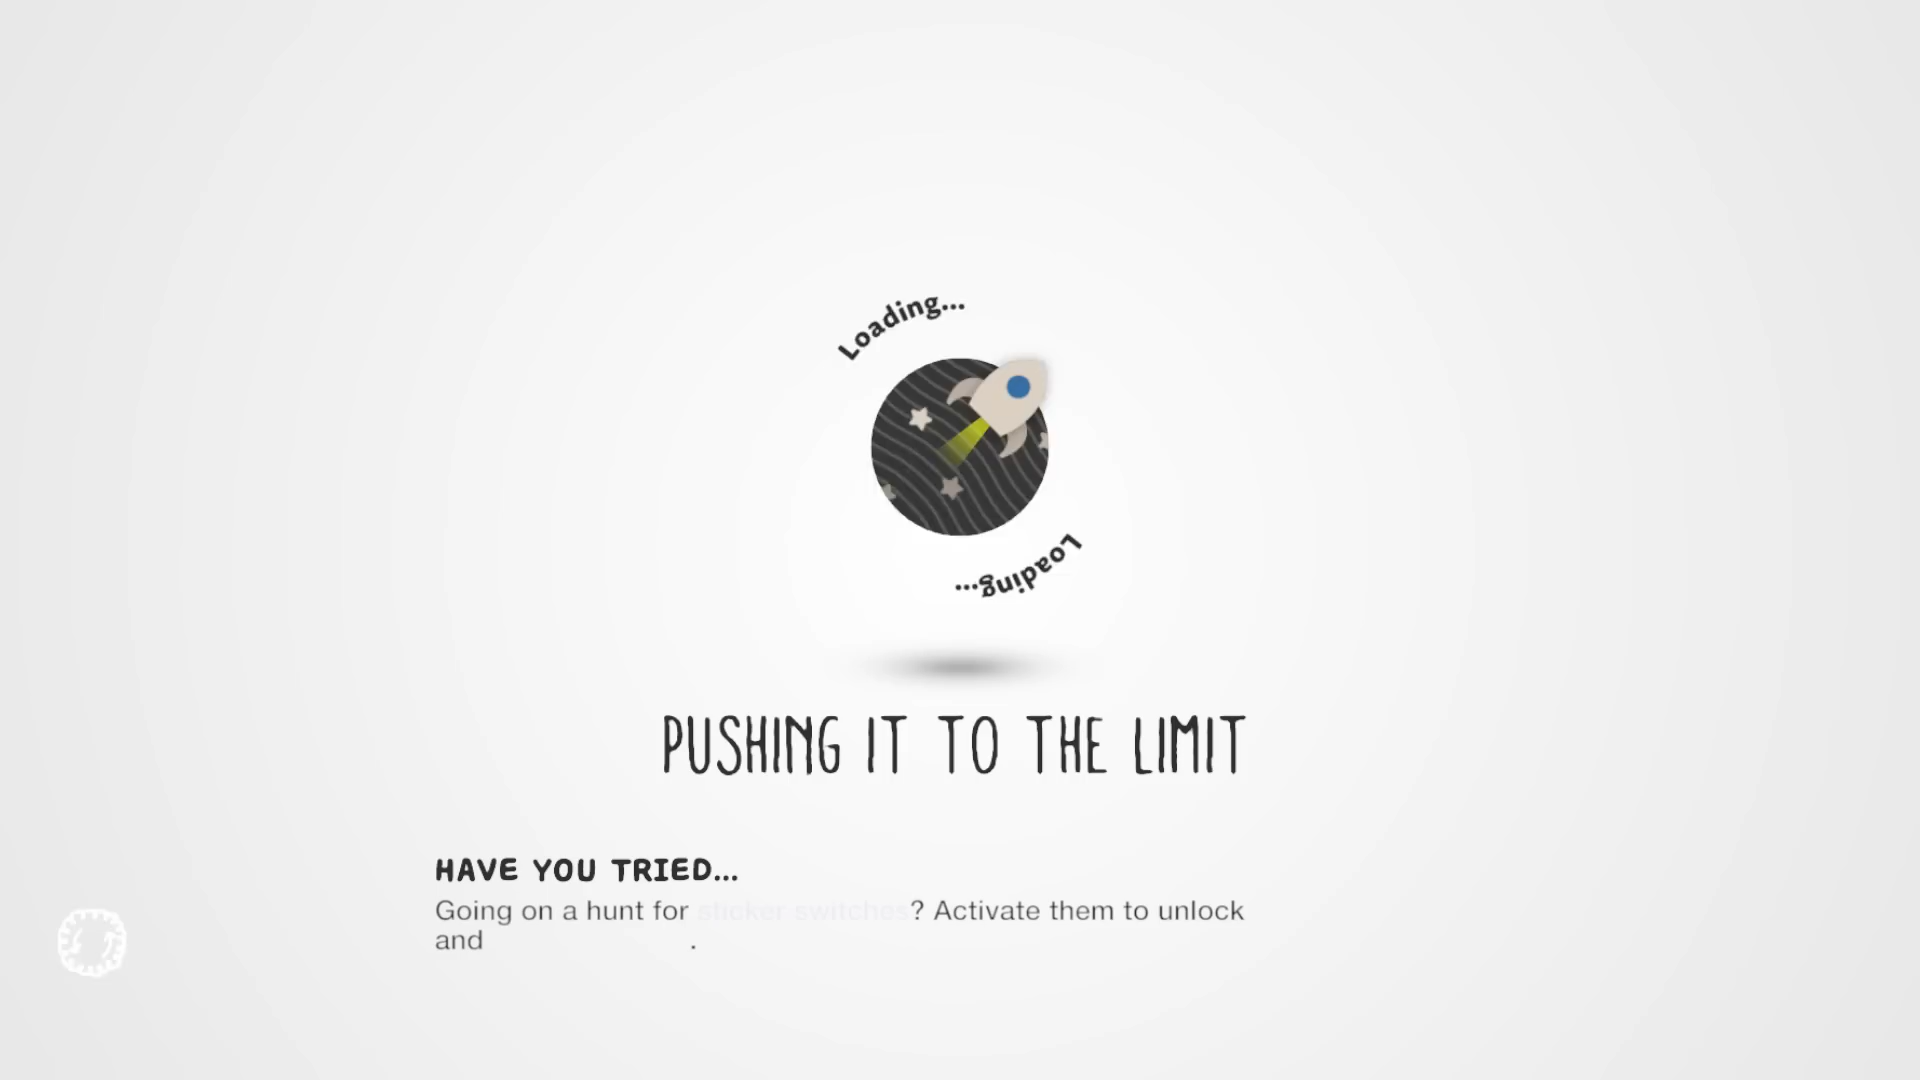 Loading...
Loading...
PUSHING IT TO THE LIMIT
HAVE YOU TRIED...
Going on a hunt for sticker switches? Activate them to unlock
and .